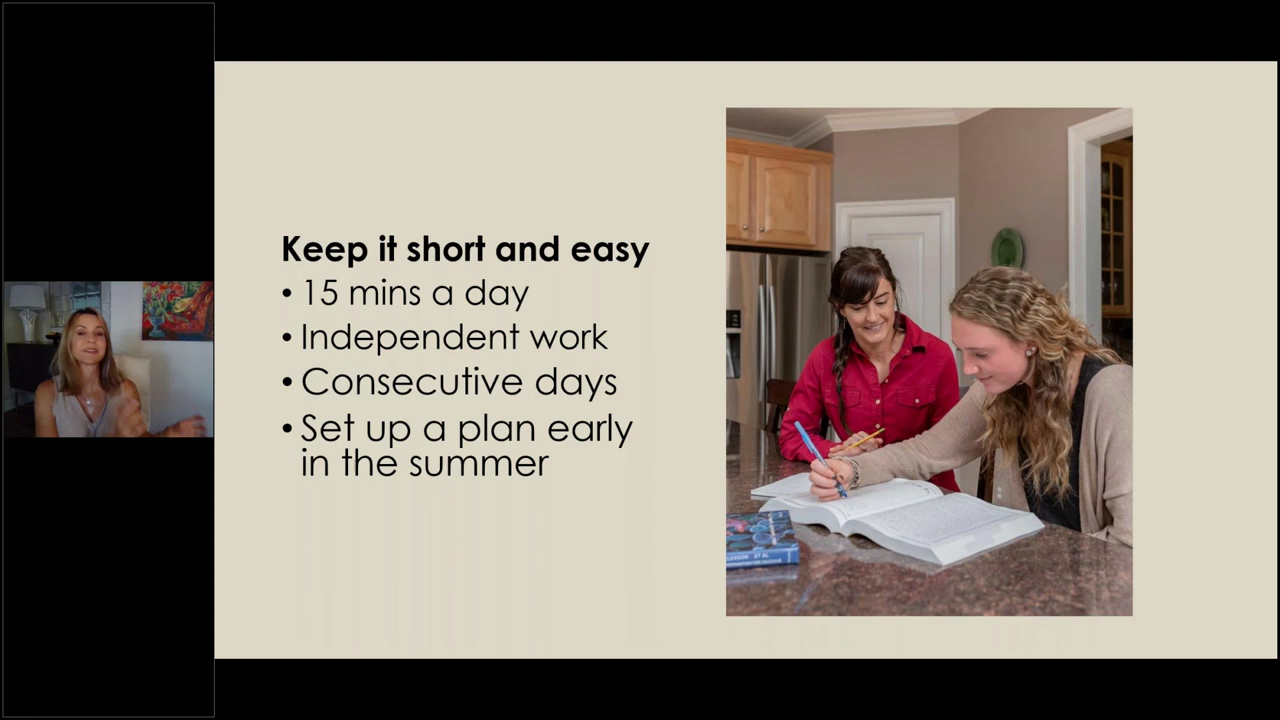 Keep it short and easy
• 15 mins a day
• Independent work
• Consecutive days
• Set up a plan early
in the summer